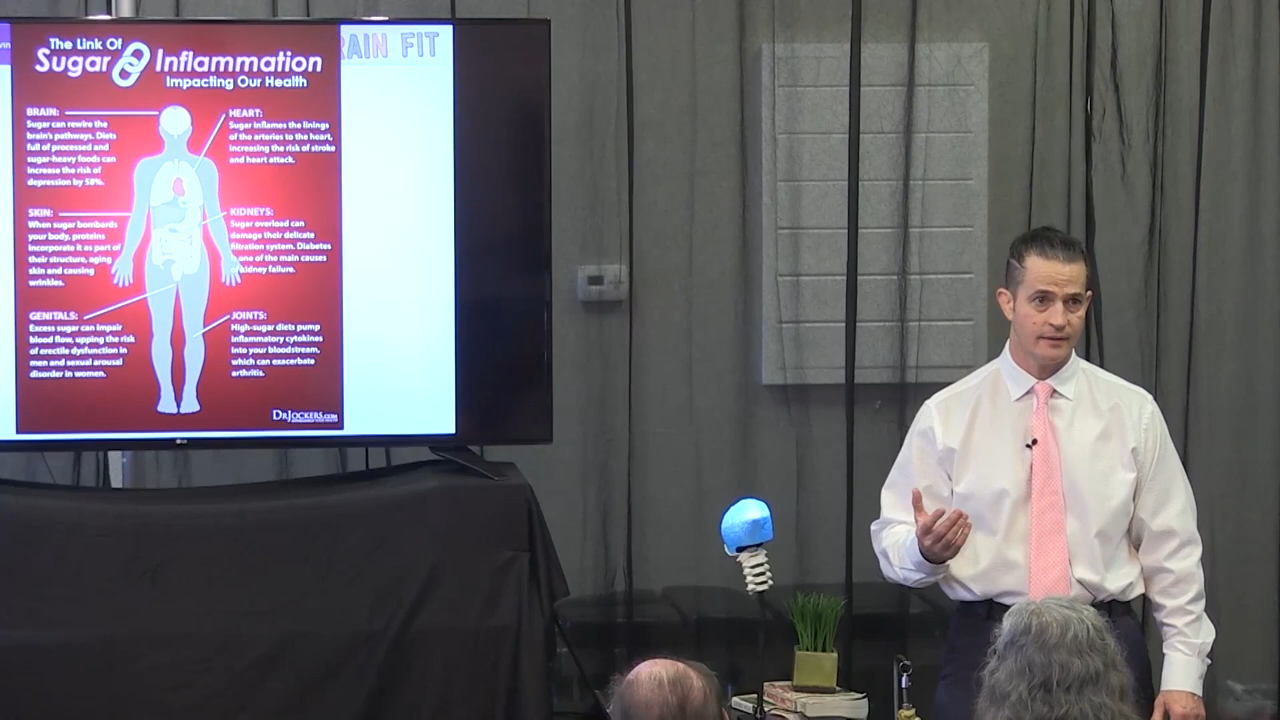 The Link Of
Sugar Inflammation
Impacting Our Health
RAIN FIT
BRAIN:
Sugar can rewire the
brain's pathways. Diets
full of processed and
sugar-heavy foods can
increase the risk of
depression by 58%.
HEART:
Sugar inflames the linings
of the arteries to the heart,
increasing the risk of stroke
and heart attack.
SKIN:
When sugar bombards
your body, proteins
incorporate it as part of
their structure, aging
skin and causing
wrinkles.
KIDNEYS:
Sugar overload can
damage their delicate
filtration system. Diabetes
is one of the main causes
of kidney failure.
GENITALS:
Excess sugar can impair
blood flow, upping the risk
of erectile dysfunction in
men and sexual arousal
disorder in women.
JOINTS:
High-sugar diets pump
inflammatory cytokines
into your bloodstream,
which can exacerbate
arthritis.
DrJockers.com
LG